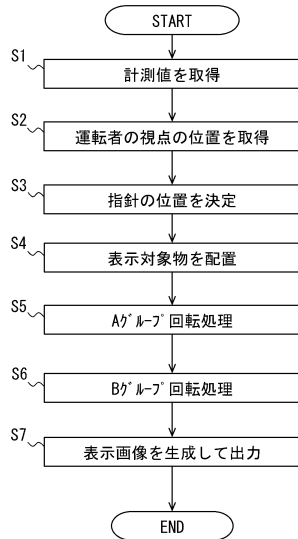 START
S1
計測値を取得
S2
運転者の視点の位置を取得
S3
指針の位置を決定
S4
表示対象物を配置
S5
Aｸﾞﾙｰﾌﾟ回転処理
S6
Bｸﾞﾙｰﾌﾟ回転処理
S7
表示画像を生成して出力
END